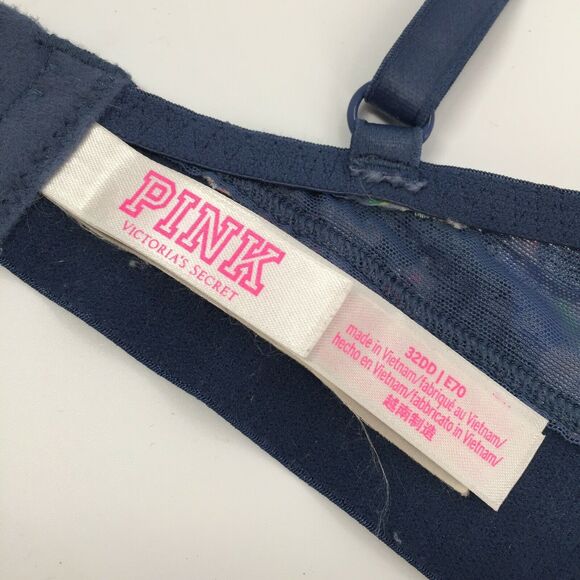 PINK
VICTORIA'S SECRET
32DD | E70
made in Vietnam/fabriqué au Vietnam/
hecho en Vietnam/fabbricato in Vietnam/
越南制造